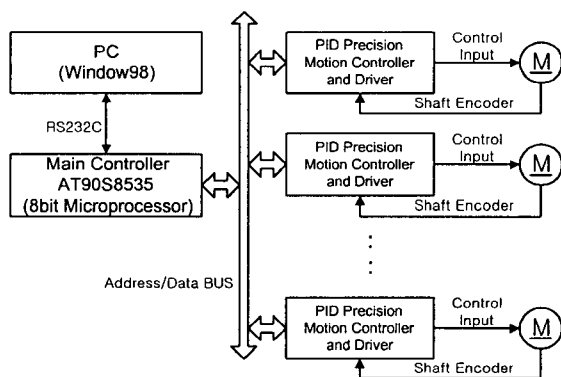 PC
(Window98)
RS232C
Main Controller
AT90S8535
(8bit Microprocessor)
Address/Data BUS
PID Precision
Motion Controller
and Driver
Control
Input
M
Shaft Encoder
PID Precision
Motion Controller
and Driver
Control
Input
M
Shaft Encoder
PID Precision
Motion Controller
and Driver
Control
Input
M
Shaft Encoder